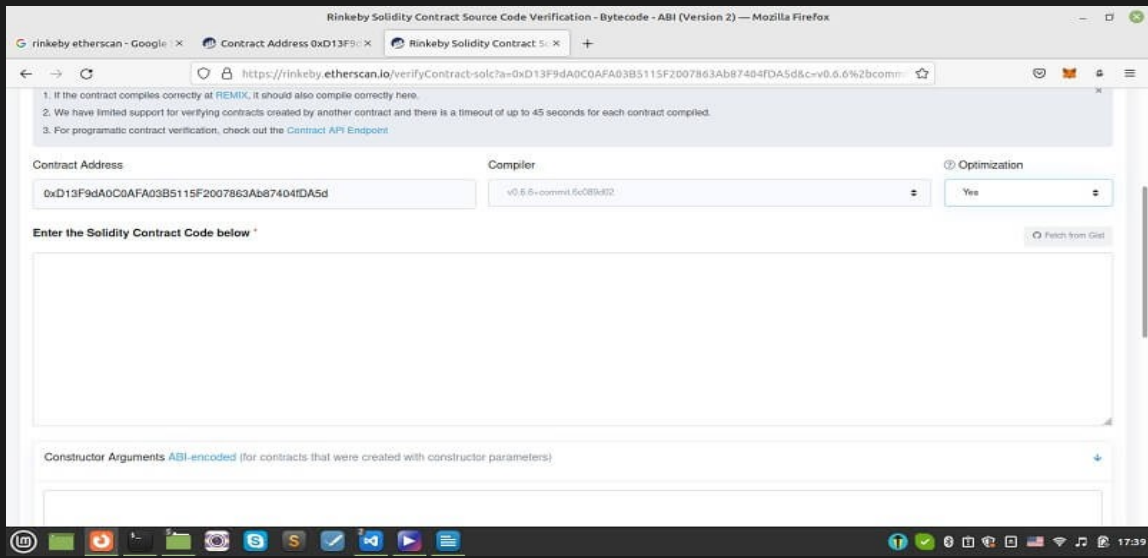 Rinkeby Solidity Contract Source Code Verification - Bytecode - ABI (Version 2) — Mozilla Firefox
rinkeby etherscan - Google
Contract Address 0xD13F9
Rinkeby Solidity Contract
https://rinkeby.etherscan.io/verifyContract-solc?a=0xD13F9dA0C0AFA03B5115F2007863Ab87404fDA5d&c=v0.6.6%2bcomm
1. If the contract compiles correctly at REMIX, it should also compile correctly here.
2. We have limited support for verifying contracts created by another contract and there is a timeout of up to 45 seconds for each contract compiled.
3. For programatic contract verification, check out the Contract API Endpoint
Contract Address
Compiler
Optimization
0xD13F9dA0C0AFA03B5115F2007863Ab87404fDA5d
v0.6.6+commit.6c089d02
Yes
Enter the Solidity Contract Code below *
Fetch from Gist
Constructor Arguments ABI-encoded (for contracts that were created with constructor parameters)
17:39